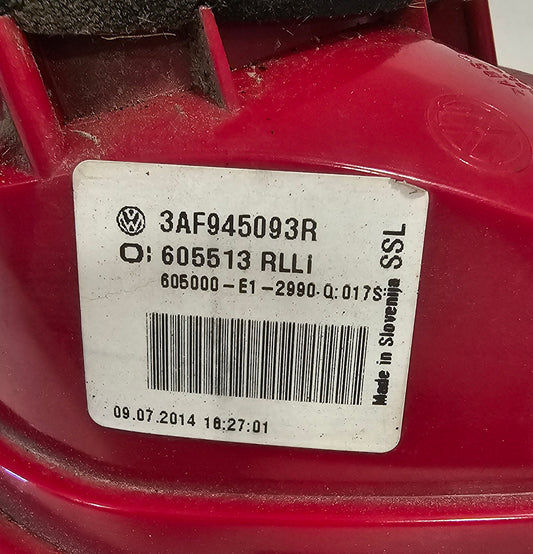 3AF945093R
O: 605513 RLLi
605000-E1-2990-Q:017S
Made in Slovenija SSL
09.07.2014 18:27:01